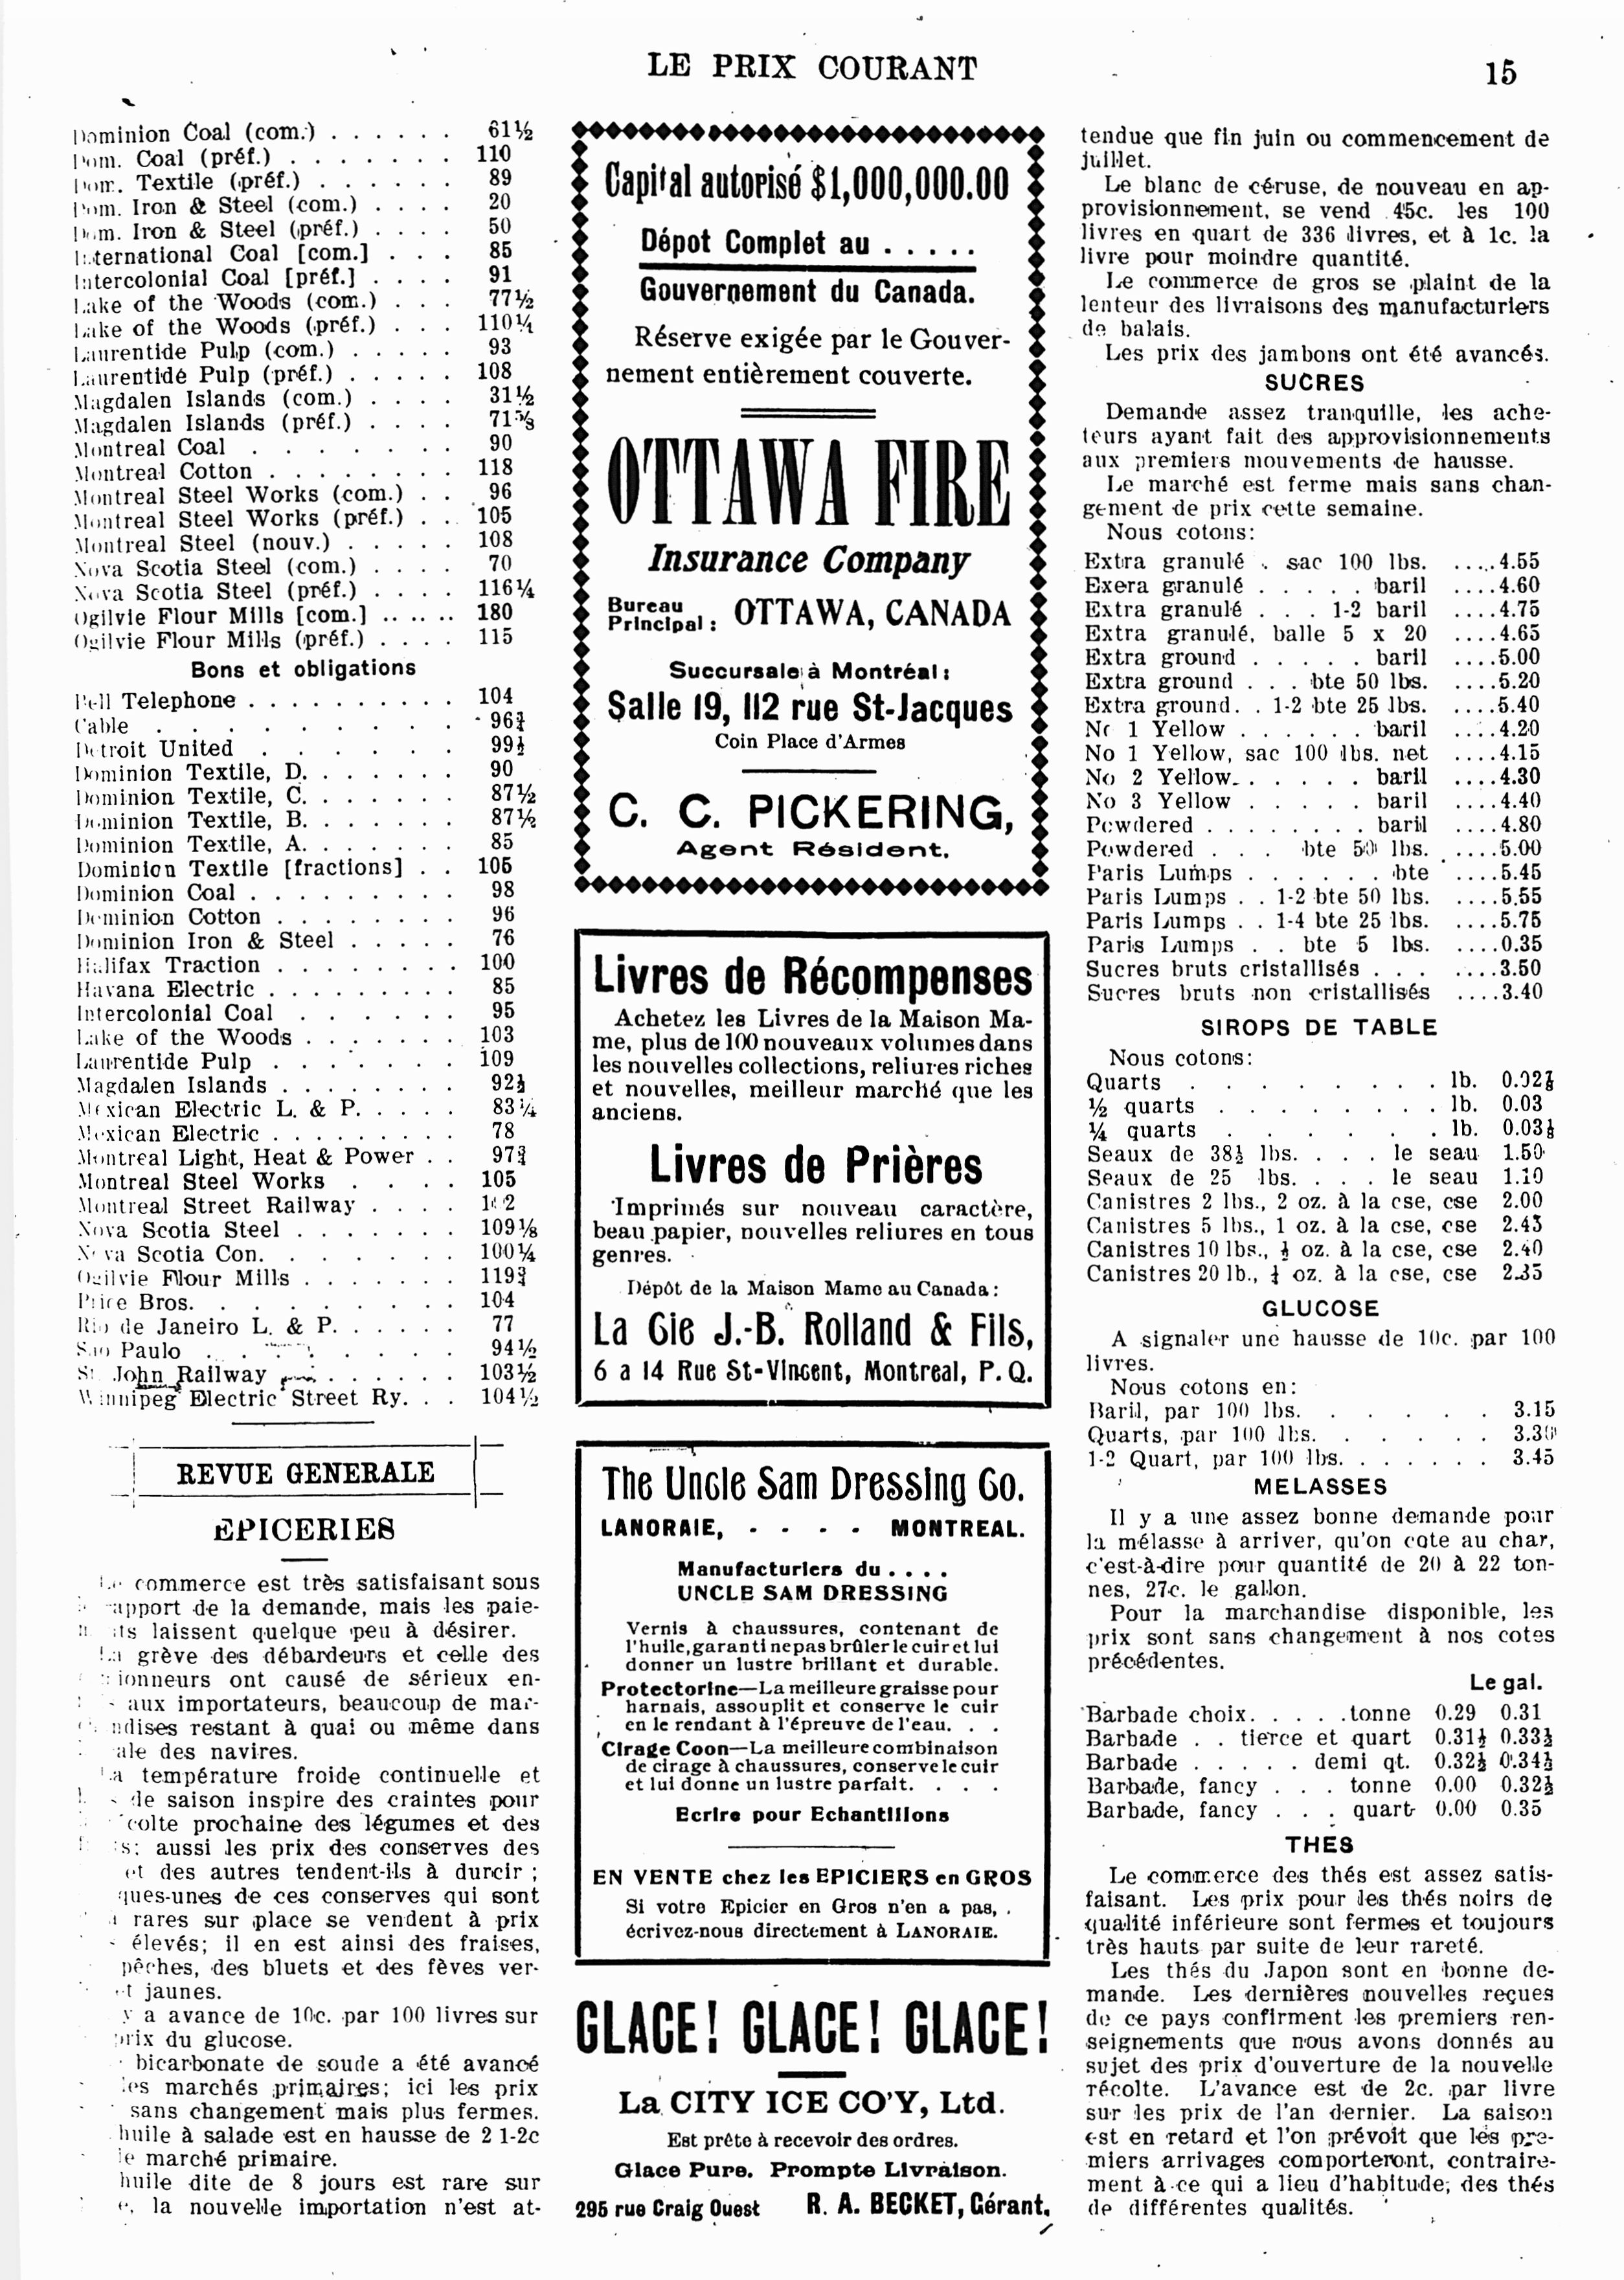 LE PRIX COURANT
15
Dominion Coal (com.) . . . . . . 61½
Dom. Coal (préf.) . . . . . . . 110
Dom. Textile (préf.) . . . . . . 89
Dom. Iron & Steel (com.) . . . . 20
Dom. Iron & Steel (préf.) . . . . 50
International Coal [com.] . . . 85
Intercolonial Coal [préf.] . . . . 91
Lake of the Woods (com.) . . . 77½
Lake of the Woods (préf.) . . . 110¼
Laurentide Pulp (com.) . . . . . 93
Laurentide Pulp (préf.) . . . . . 108
Magdalen Islands (com.) . . . . 31½
Magdalen Islands (préf.) . . . . 71⅝
Montreal Coal . . . . . . . 90
Montreal Cotton . . . . . . . . 118
Montreal Steel Works (com.) . . 96
Montreal Steel Works (préf.) . . 105
Montreal Steel (nouv.) . . . . . 108
Nova Scotia Steel (com.) . . . . 70
Nova Scotia Steel (préf.) . . . . 116¼
Ogilvie Flour Mills [com.] . . . . . 180
Ogilvie Flour Mills (préf.) . . . . 115
Bons et obligations
Bell Telephone . . . . . . . . . . 104
Cable . . . . . . . . . . 96¾
Detroit United . . . . . . . 99½
Dominion Textile, D. . . . . . . 90
Dominion Textile, C. . . . . . . 87½
Dominion Textile, B. . . . . . . 87½
Dominion Textile, A. . . . . . . 85
Dominion Textile [fractions] . . 105
Dominion Coal . . . . . . . . . 98
Dominion Cotton . . . . . . . . 96
Dominion Iron & Steel . . . . . 76
Halifax Traction . . . . . . . . 100
Havana Electric . . . . . . . . . 85
Intercolonial Coal . . . . . . 95
Lake of the Woods . . . . . . . 103
Laurentide Pulp . . . . . . . 109
Magdalen Islands . . . . . . . . 92½
Mexican Electric L. & P. . . . . 83¼
Mexican Electric . . . . . . . . . 78
Montreal Light, Heat & Power . . 97¾
Montreal Steel Works . . . . 105
Montreal Street Railway . . . .
Nova Scotia Steel . . . . . . . 109⅛
Nova Scotia Con. . . . . . . . 100¼
Ogilvie Flour Mills . . . . . . . 119¾
Price Bros. . . . . . . . . . 104
Rio de Janeiro L. & P. . . . . . 77
Sao Paulo . . . . . . . . 94½
St. John Railway . . . . . . . 103½
Winnipeg Electric Street Ry. . . 104½
REVUE GENERALE
EPICERIES
Le commerce est très satisfaisant sous
apport de la demande, mais les paie-
ts laissent quelque peu à désirer.
La grève des débardeurs et celle des
ionneurs ont causé de sérieux en-
aux importateurs, beaucoup de mar-
ndises restant à quai ou même dans
ale des navires.
La température froide continuelle et
de saison inspire des craintes pour
colte prochaine des légumes et des
s; aussi les prix des conserves des
et des autres tendent-ils à durcir ;
ques-unes de ces conserves qui sont
rares sur place se vendent à prix
élevés; il en est ainsi des fraises,
pêches, des bluets et des fèves ver-
t jaunes.
y a avance de 10c. par 100 livres sur
prix du glucose.
bicarbonate de soude a été avancé
les marchés primaires; ici les prix
sans changement mais plus fermes.
huile à salade est en hausse de 2 1-2c
le marché primaire.
huile dite de 8 jours est rare sur
e, la nouvelle importation n'est at-
Capital autorisé $1,000,000.00
Dépot Complet au . . . . .
Gouvernement du Canada.
Réserve exigée par le Gouver-
nement entièrement couverte.
OTTAWA FIRE
Insurance Company
Bureau Principal : OTTAWA, CANADA
Succursale à Montréal :
Salle 19, 112 rue St-Jacques
Coin Place d'Armes
C. C. PICKERING,
Agent Résident.
Livres de Récompenses
Achetez les Livres de la Maison Ma-
me, plus de 100 nouveaux volumes dans
les nouvelles collections, reliures riches
et nouvelles, meilleur marché que les
anciens.
Livres de Prières
Imprimés sur nouveau caractère,
beau papier, nouvelles reliures en tous
genres.
Dépôt de la Maison Mame au Canada :
La Cie J.-B. Rolland & Fils,
6 a 14 Rue St-Vincent, Montreal, P. Q.
The Uncle Sam Dressing Co.
LANORAIE, - - - - MONTREAL.
Manufacturiers du . . . .
UNCLE SAM DRESSING
Vernis à chaussures, contenant de
l'huile, garanti ne pas brûler le cuir et lui
donner un lustre brillant et durable.
Protectorine—La meilleure graisse pour
harnais, assouplit et conserve le cuir
en le rendant à l'épreuve de l'eau. . .
Cirage Coon—La meilleure combinaison
de cirage à chaussures, conserve le cuir
et lui donne un lustre parfait. . . .
Ecrire pour Echantillons
EN VENTE chez les EPICIERS en GROS
Si votre Epicier en Gros n'en a pas,
écrivez-nous directement à LANORAIE.
GLACE! GLACE! GLACE!
La CITY ICE CO'Y, Ltd.
Est prête à recevoir des ordres.
Glace Pure. Prompte Livraison.
295 rue Craig Ouest R. A. BECKET, Gérant.
tendue que fin juin ou commencement de
juillet.
Le blanc de céruse, de nouveau en ap-
provisionnement, se vend 45c. les 100
livres en quart de 336 livres, et à 1c. la
livre pour moindre quantité.
Le commerce de gros se plaint de la
lenteur des livraisons des manufacturiers
de balais.
Les prix des jambons ont été avancés.
SUCRES
Demande assez tranquille, les ache-
teurs ayant fait des approvisionnements
aux premiers mouvements de hausse.
Le marché est ferme mais sans chan-
gement de prix cette semaine.
Nous cotons:
Extra granulé . sac 100 lbs. ....4.55
Exera granulé . . . . . baril ....4.60
Extra granulé . . . 1-2 baril ....4.75
Extra granulé, balle 5 x 20 ....4.65
Extra ground . . . . . baril ....5.00
Extra ground . . . bte 50 lbs. ....5.20
Extra ground. . 1-2 bte 25 lbs. ....5.40
No 1 Yellow . . . . . . baril ....4.20
No 1 Yellow, sac 100 lbs. net ....4.15
No 2 Yellow. . . . . . baril ....4.30
No 3 Yellow . . . . . baril ....4.40
Powdered . . . . . . . . baril ....4.80
Powdered . . . bte 50 lbs. ....5.00
Paris Lumps . . . . . . bte ....5.45
Paris Lumps . . 1-2 bte 50 lbs. ....5.55
Paris Lumps . . 1-4 bte 25 lbs. ....5.75
Paris Lumps . . bte 5 lbs. ....0.35
Sucres bruts cristallisés . . . ....3.50
Sucres bruts non cristallisés ....3.40
SIROPS DE TABLE
Nous cotons:
Quarts . . . . . . . . lb.
½ quarts . . . . . . . . lb. 0.03
¼ quarts . . . . . . lb.
Seaux de 38½ lbs. . . . le seau 1.50
Seaux de 25 lbs. . . . le seau 1.10
Canistres 2 lbs., 2 oz. à la cse, cse 2.00
Canistres 5 lbs., 1 oz. à la cse, cse
Canistres 10 lbs., ½ oz. à la cse, cse 2.40
Canistres 20 lb., ¼ oz. à la cse, cse 2.35
GLUCOSE
A signaler une hausse de 10c. par 100
livres.
Nous cotons en:
Baril, par 100 lbs. . . . . . 3.15
Quarts, par 100 lbs. . . . . .
1-2 Quart, par 100 lbs. . . . . . . 3.45
MELASSES
Il y a une assez bonne demande pour
la mélasse à arriver, qu'on cote au char,
c'est-à-dire pour quantité de 20 à 22 ton-
nes, 27c. le gallon.
Pour la marchandise disponible, les
prix sont sans changement à nos cotes
précédentes.
Le gal.
Barbade choix. . . . . tonne 0.29 0.31
Barbade . . tierce et quart 0.31½ 0.33½
Barbade . . . . . demi qt. 0.32½ 0.34½
Barbade, fancy . . . tonne 0.00 0.32½
Barbade, fancy . . . quart 0.00 0.35
THES
Le commerce des thés est assez satis-
faisant. Les prix pour les thés noirs de
qualité inférieure sont fermes et toujours
très hauts par suite de leur rareté.
Les thés du Japon sont en bonne de-
mande. Les dernières nouvelles reçues
de ce pays confirment les premiers ren-
seignements que nous avons donnés au
sujet des prix d'ouverture de la nouvelle
récolte. L'avance est de 2c. par livre
sur les prix de l'an dernier. La saison
est en retard et l'on prévoit que les pre-
miers arrivages comporteront, contraire-
ment à ce qui a lieu d'habitude, des thés
de différentes qualités.